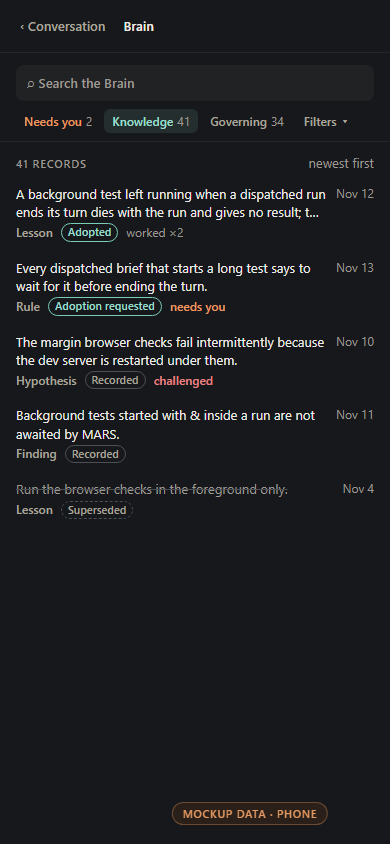 ‹ Conversation Brain
Search the Brain
Needs you 2 Knowledge 41 Governing 34 Filters ▾
41 RECORDS newest first
A background test left running when a dispatched run Nov 12
ends its turn dies with the run and gives no result; t...
Lesson Adopted worked ×2
Every dispatched brief that starts a long test says to Nov 13
wait for it before ending the turn.
Rule Adoption requested needs you
The margin browser checks fail intermittently because Nov 10
the dev server is restarted under them.
Hypothesis Recorded challenged
Background tests started with & inside a run are not Nov 11
awaited by MARS.
Finding Recorded
Run the browser checks in the foreground only. Nov 4
Lesson Superseded
MOCKUP DATA · PHONE